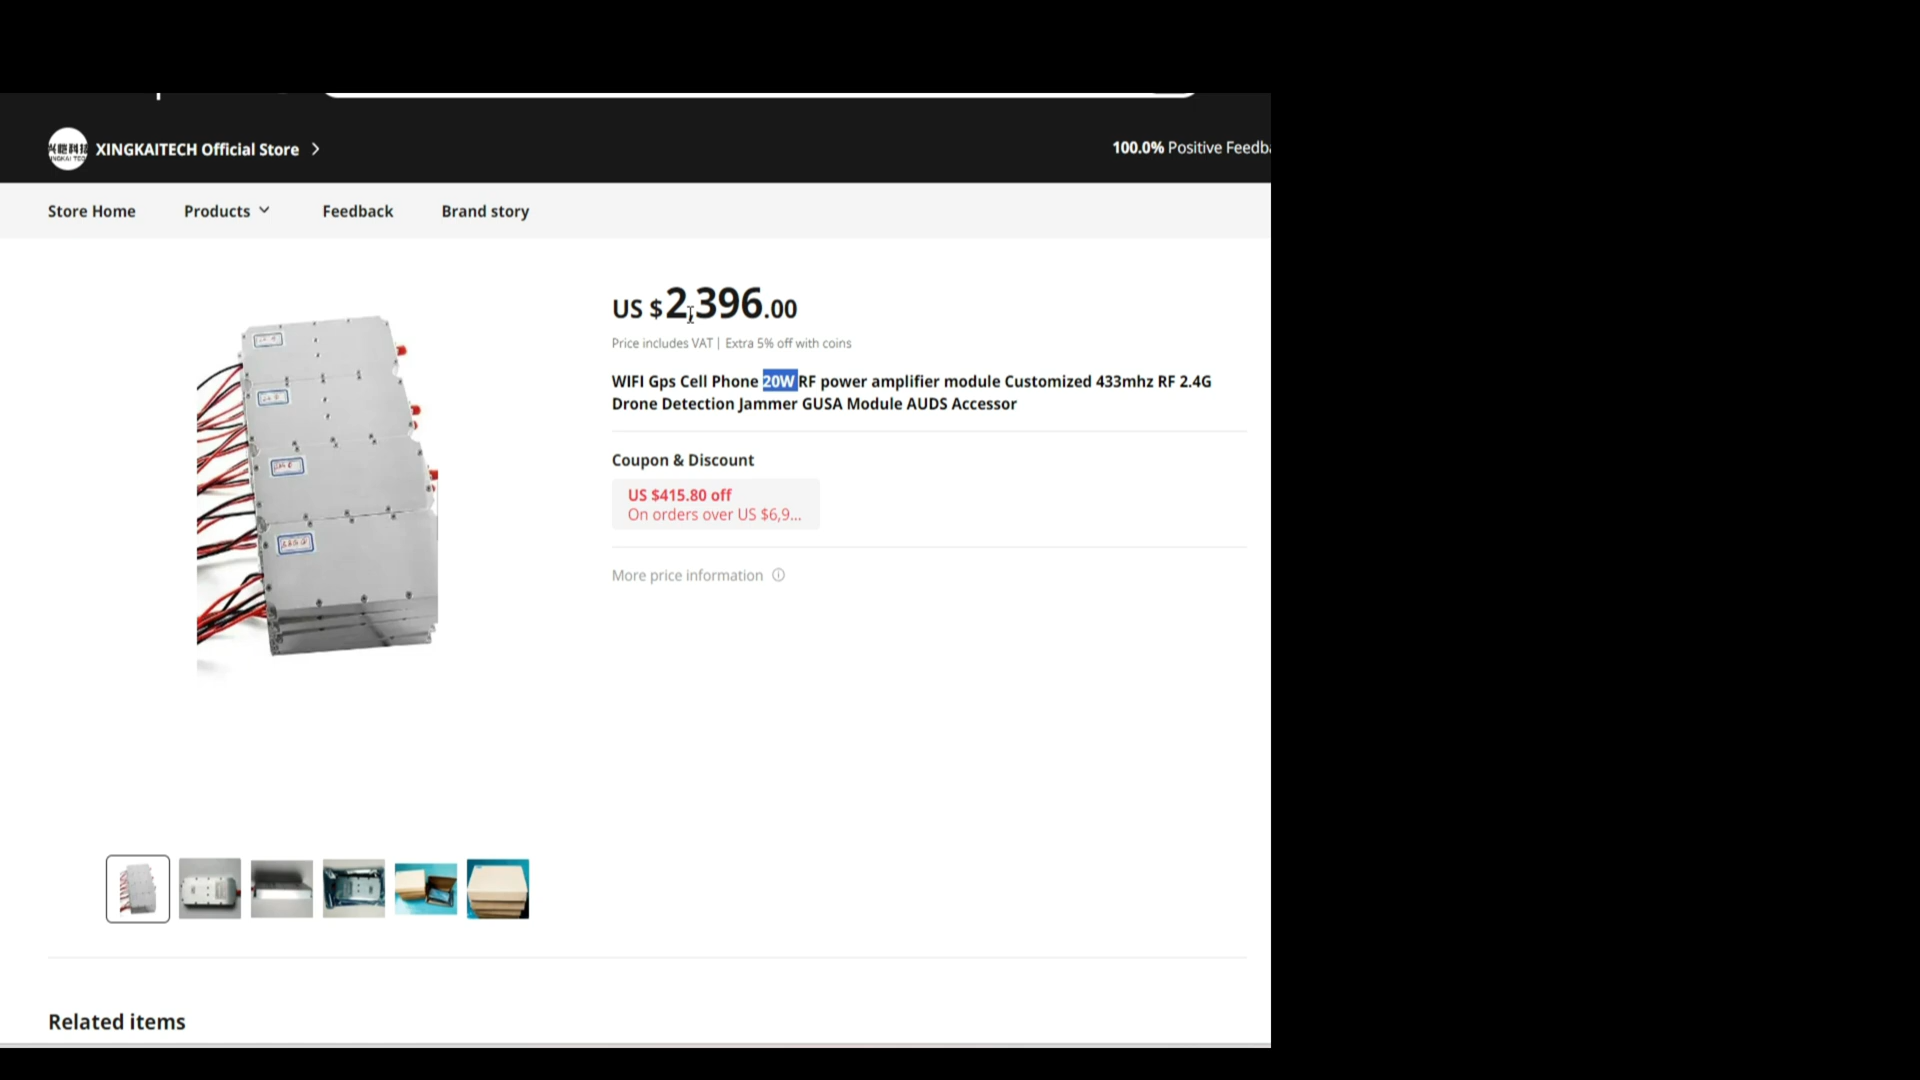 XINGKAITECH Official Store
100.0% Positive Feedba
Store Home Products Feedback Brand story
US $2,396.00
Price includes VAT | Extra 5% off with coins
WIFI Gps Cell Phone 20W RF power amplifier module Customized 433mhz RF 2.4G
Drone Detection Jammer GUSA Module AUDS Accessor
Coupon & Discount
US $415.80 off
On orders over US $6,9...
More price information
Related items